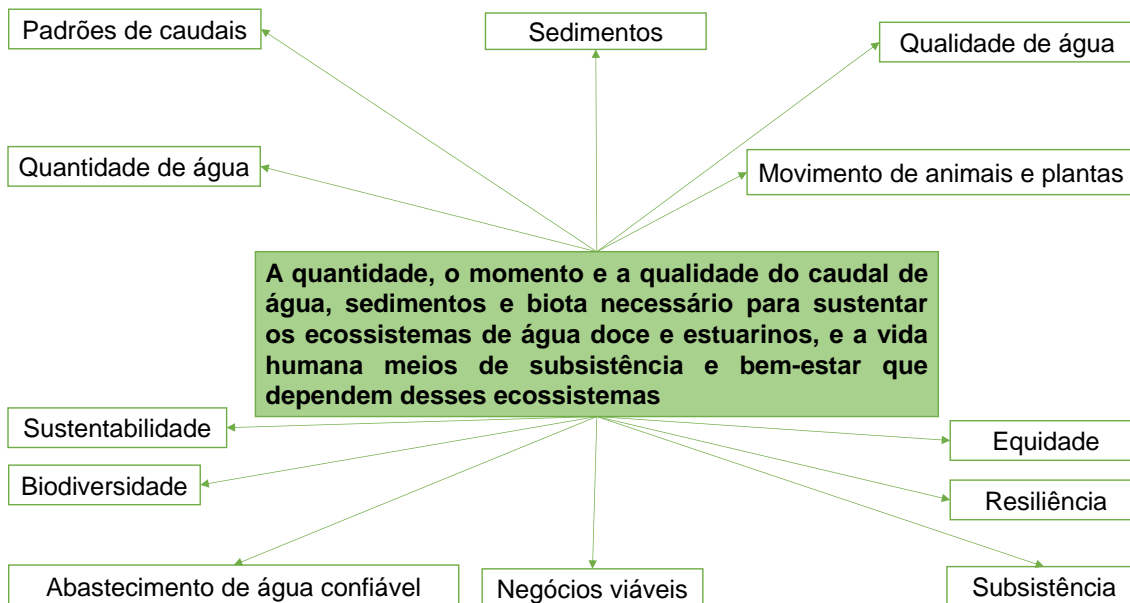 Padrões de caudais
Sedimentos
Qualidade de água
Quantidade de água
Movimento de animais e plantas
A quantidade, o momento e a qualidade do caudal de
água, sedimentos e biota necessário para sustentar
os ecossistemas de água doce e estuarinos, e a vida
humana meios de subsistência e bem-estar que
dependem desses ecossistemas
Sustentabilidade
Equidade
Biodiversidade
Resiliência
Abastecimento de água confiável
Negócios viáveis
Subsistência